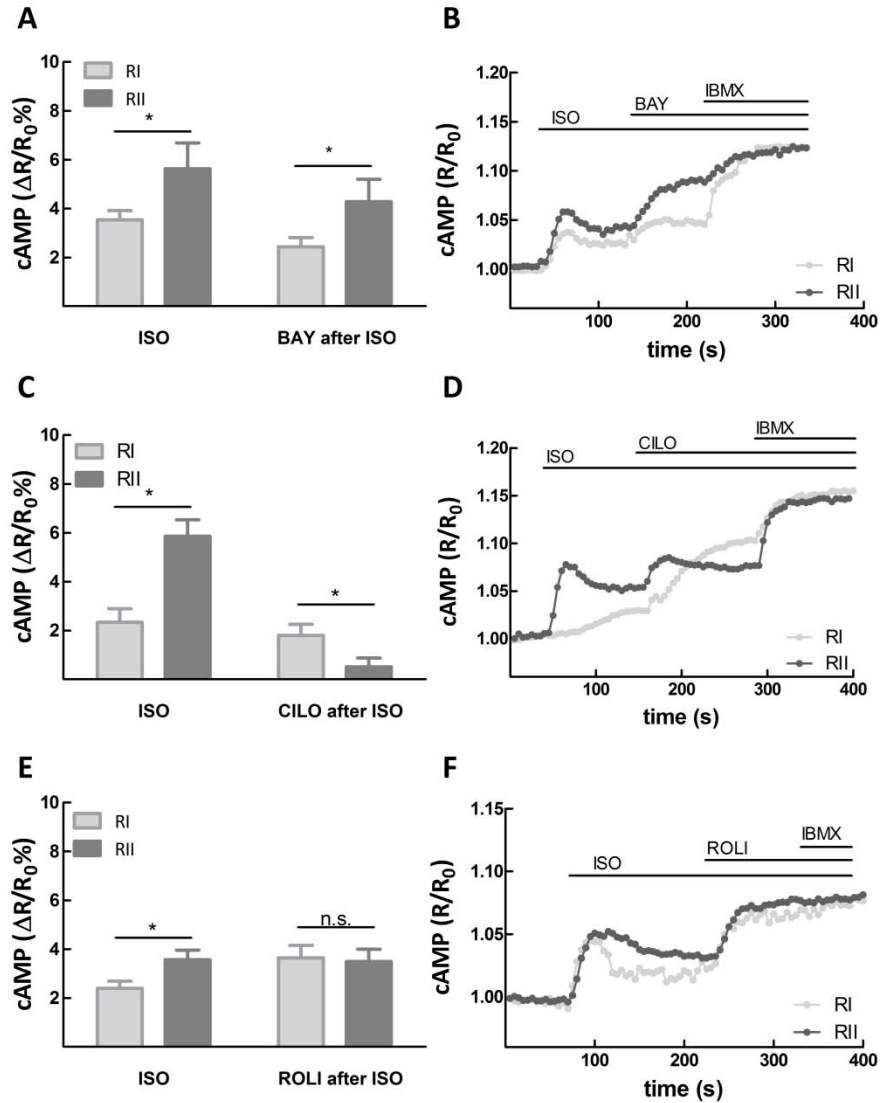 A
cAMP (ΔR/R0%)
10
8
6
4
2
RI
RII
*
*
ISO
BAY after ISO
B
cAMP (R/R0)
1.20
1.15
1.10
1.05
1.00
ISO
BAY
IBMX
RI
RII
100
200
300
400
time (s)
C
cAMP (ΔR/R0%)
10
8
6
4
2
RI
RII
*
*
ISO
CILO after ISO
D
cAMP (R/R0)
1.20
1.15
1.10
1.05
1.00
ISO
CILO
IBMX
RI
RII
100
200
300
400
time (s)
E
cAMP (ΔR/R0%)
10
8
6
4
2
RI
RII
*
n.s.
ISO
ROLI after ISO
F
cAMP (R/R0)
1.15
1.10
1.05
1.00
ISO
ROLI
IBMX
RI
RII
100
200
300
400
time (s)